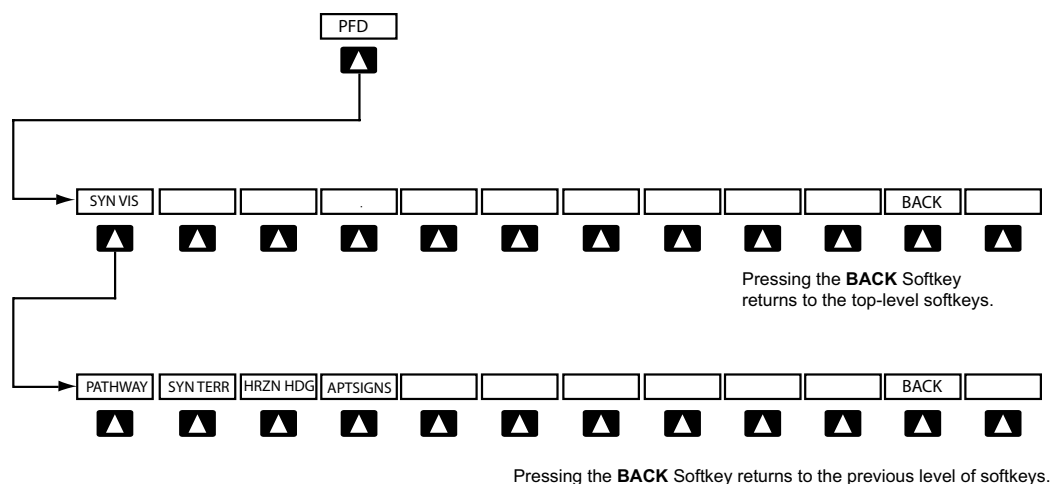 PFD
SYN VIS . BACK
Pressing the BACK Softkey
returns to the top-level softkeys.
PATHWAY SYN TERR HRZN HDG APTSIGNS BACK
Pressing the BACK Softkey returns to the previous level of softkeys.